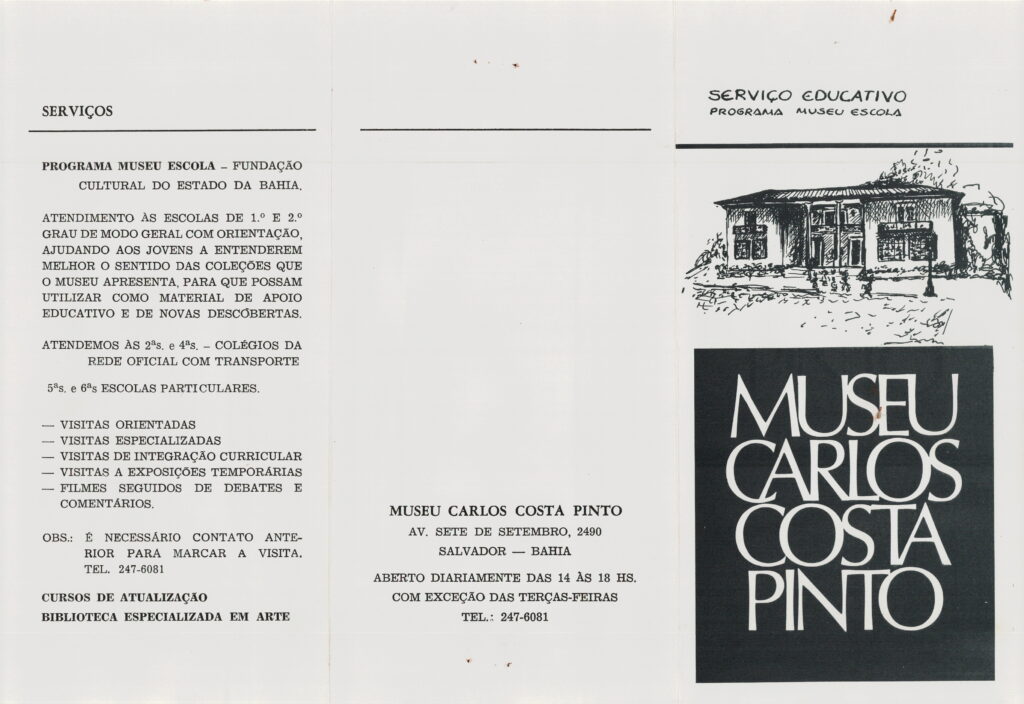 SERVIÇOS
PROGRAMA MUSEU ESCOLA – FUNDAÇÃO
CULTURAL DO ESTADO DA BAHIA.
ATENDIMENTO ÀS ESCOLAS DE 1.º E 2.º
GRAU DE MODO GERAL COM ORIENTAÇÃO,
AJUDANDO AOS JOVENS A ENTENDEREM
MELHOR O SENTIDO DAS COLEÇÕES QUE
O MUSEU APRESENTA, PARA QUE POSSAM
UTILIZAR COMO MATERIAL DE APOIO
EDUCATIVO E DE NOVAS DESCÓBERTAS.
ATENDEMOS ÀS 2ªs. e 4ªs. – COLÉGIOS DA
REDE OFICIAL COM TRANSPORTE
5ªs. e 6ªs ESCOLAS PARTICULARES.
— VISITAS ORIENTADAS
— VISITAS ESPECIALIZADAS
— VISITAS DE INTEGRAÇÃO CURRICULAR
— VISITAS A EXPOSIÇÕES TEMPORÁRIAS
— FILMES SEGUIDOS DE DEBATES E
COMENTÁRIOS.
OBS.: É NECESSÁRIO CONTATO ANTE-
RIOR PARA MARCAR A VISITA.
TEL. 247-6081
CURSOS DE ATUALIZAÇÃO
BIBLIOTECA ESPECIALIZADA EM ARTE
MUSEU CARLOS COSTA PINTO
AV. SETE DE SETEMBRO, 2490
SALVADOR — BAHIA
ABERTO DIARIAMENTE DAS 14 ÀS 18 HS.
COM EXCEÇÃO DAS TERÇAS-FEIRAS
TEL.: 247-6081
SERVIÇO EDUCATIVO
PROGRAMA MUSEU ESCOLA
MUSEU
CARLOS
COSTA
PINTO